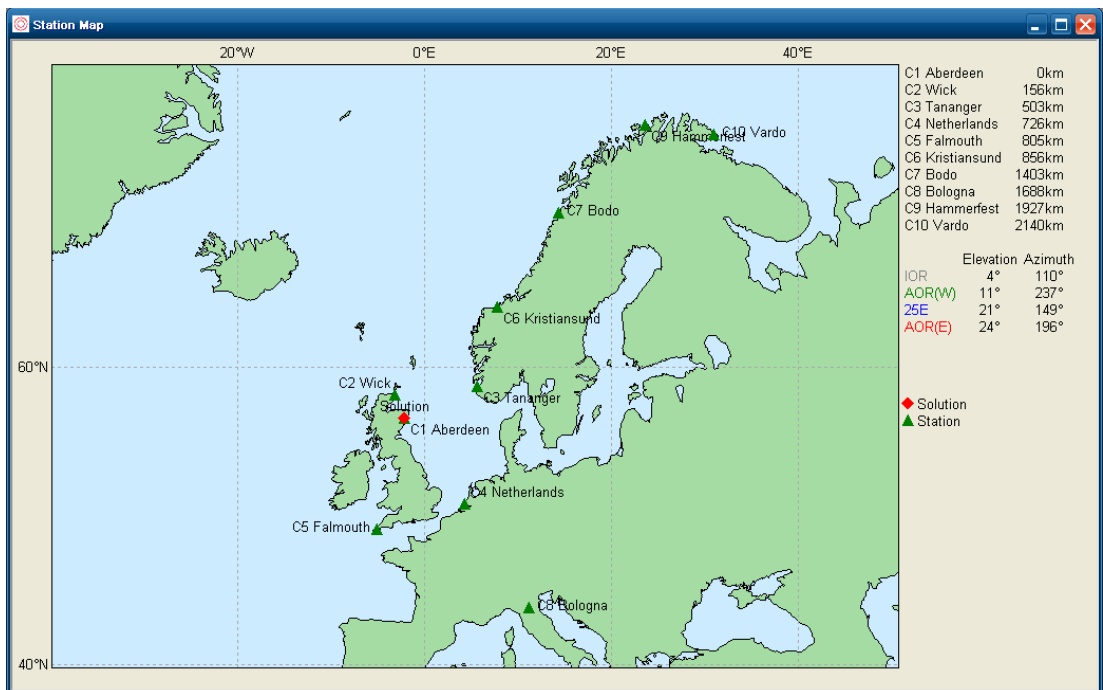 Station Map
20°W 0°E 20°E 40°E
C1 Aberdeen 0km
C2 Wick 156km
C3 Tananger 503km
C4 Netherlands 726km
C5 Falmouth 805km
C6 Kristiansund 856km
C7 Bodo 1403km
C8 Bologna 1688km
C9 Hammerfest 1927km
C10 Vardo 2140km
Elevation Azimuth
IOR 4° 110°
AOR(W) 11° 237°
25E 21° 149°
AOR(E) 24° 196°
Solution
Station
C10 Vardo
C9 Hammerfest
C7 Bodo
C6 Kristiansund
60°N
C2 Wick
C3 Tananger
Solution
C1 Aberdeen
C4 Netherlands
C5 Falmouth
C8 Bologna
40°N